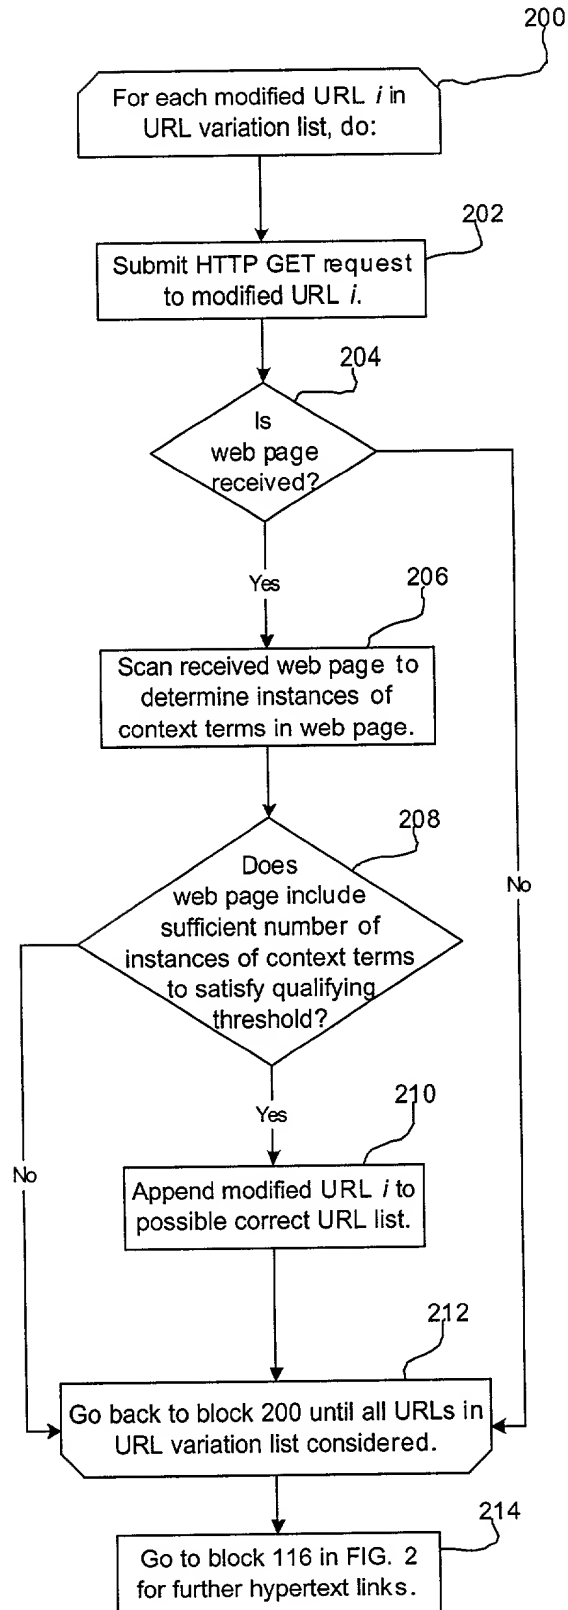 200
For each modified URL i in
URL variation list, do:
202
Submit HTTP GET request
to modified URL i.
204
Is
web page
received?
Yes
206
Scan received web page to
determine instances of
context terms in web page.
208
Does
web page include
sufficient number of
instances of context terms
to satisfy qualifying
threshold?
No
Yes
210
No
Append modified URL i to
possible correct URL list.
212
Go back to block 200 until all URLs in
URL variation list considered.
214
Go to block 116 in FIG. 2
for further hypertext links.